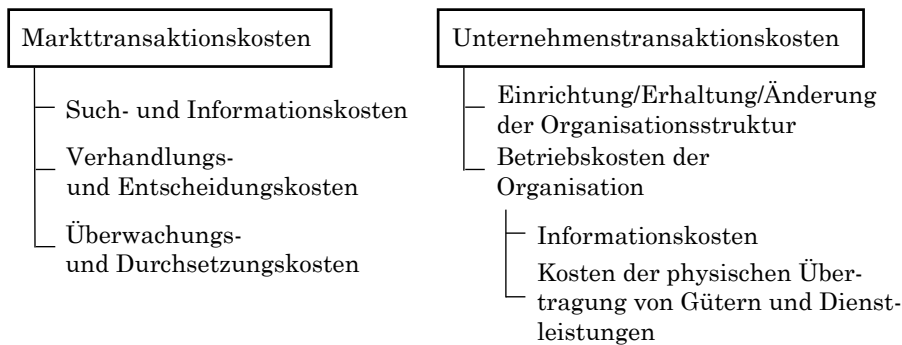 Markttransaktionskosten
Such- und Informationskosten
Verhandlungs-
und Entscheidungskosten
Überwachungs-
und Durchsetzungskosten
Unternehmenstransaktionskosten
Einrichtung/Erhaltung/Änderung
der Organisationsstruktur
Betriebskosten der
Organisation
Informationskosten
Kosten der physischen Über-
tragung von Gütern und Dienst-
leistungen